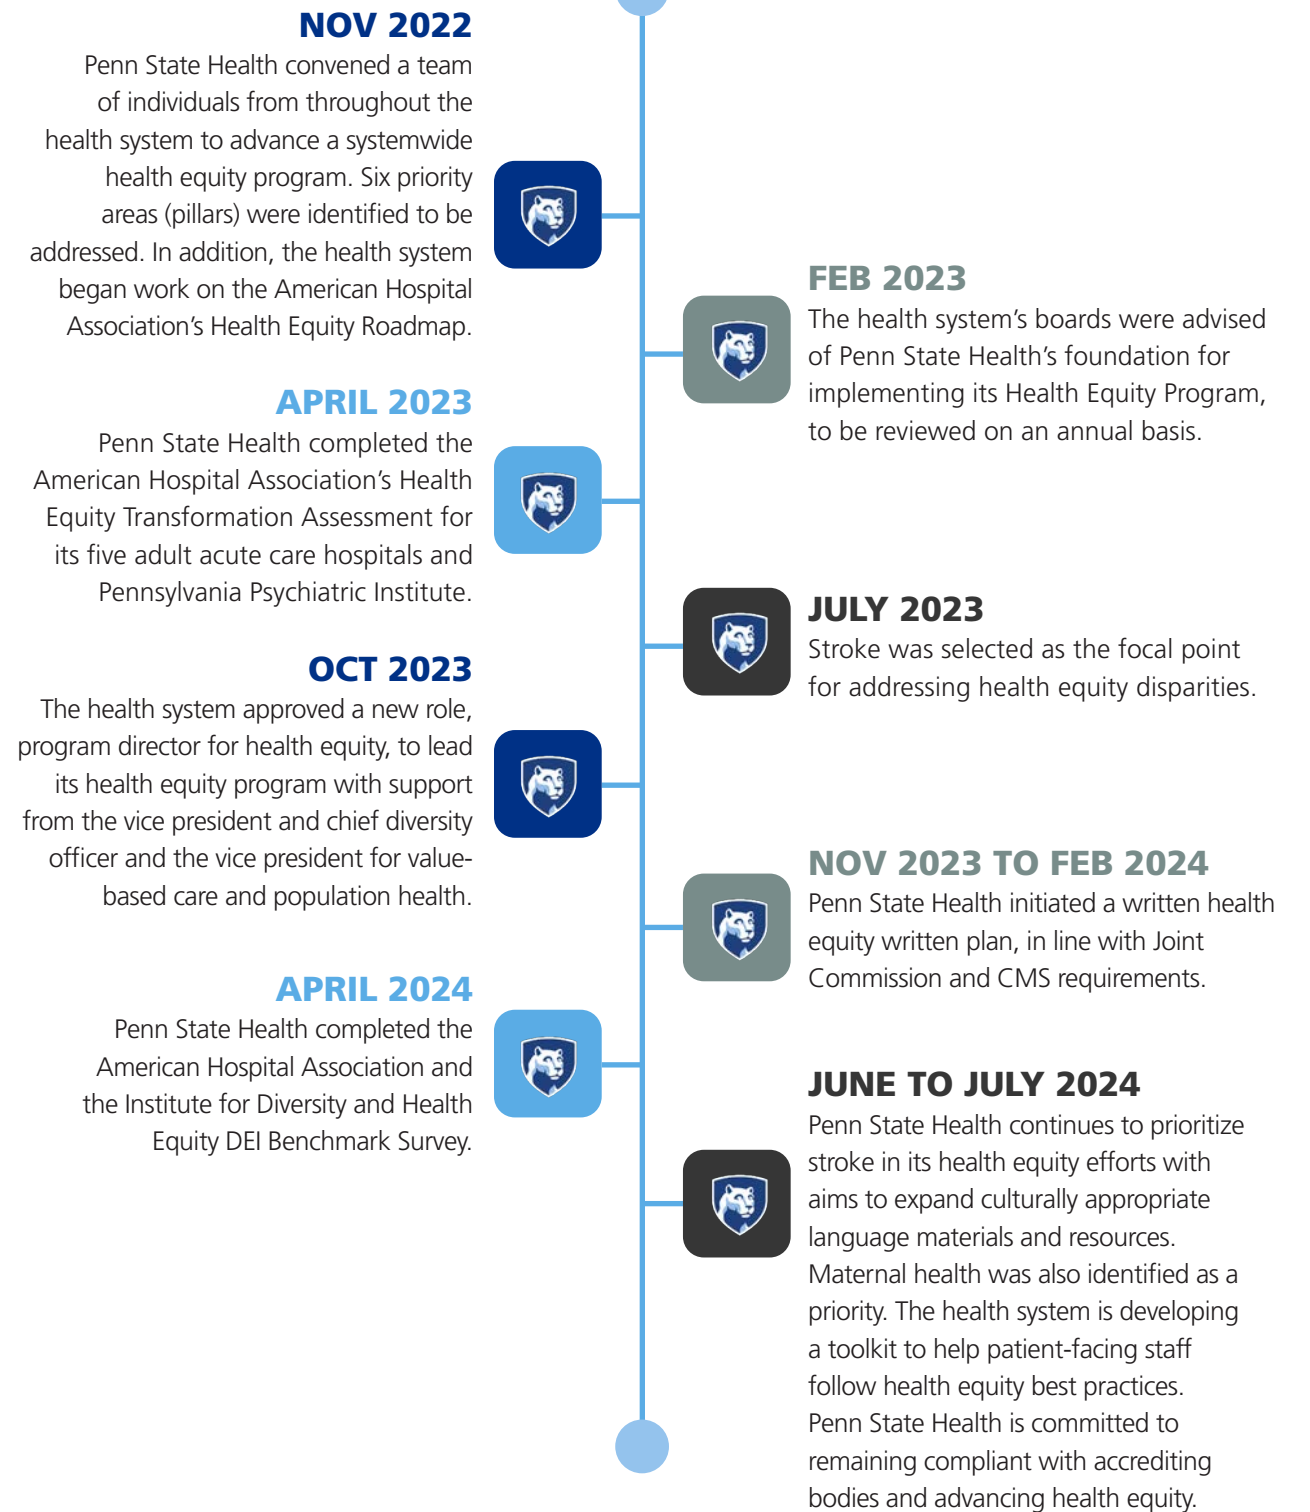 NOV 2022
Penn State Health convened a team
of individuals from throughout the
health system to advance a systemwide
health equity program. Six priority
areas (pillars) were identified to be
addressed. In addition, the health system
began work on the American Hospital
Association's Health Equity Roadmap.
FEB 2023
The health system's boards were advised
of Penn State Health's foundation for
implementing its Health Equity Program,
to be reviewed on an annual basis.
APRIL 2023
Penn State Health completed the
American Hospital Association's Health
Equity Transformation Assessment for
its five adult acute care hospitals and
Pennsylvania Psychiatric Institute.
JULY 2023
Stroke was selected as the focal point
for addressing health equity disparities.
OCT 2023
The health system approved a new role,
program director for health equity, to lead
its health equity program with support
from the vice president and chief diversity
officer and the vice president for value-
based care and population health.
NOV 2023 TO FEB 2024
Penn State Health initiated a written health
equity written plan, in line with Joint
Commission and CMS requirements.
APRIL 2024
Penn State Health completed the
American Hospital Association and
the Institute for Diversity and Health
Equity DEI Benchmark Survey.
JUNE TO JULY 2024
Penn State Health continues to prioritize
stroke in its health equity efforts with
aims to expand culturally appropriate
language materials and resources.
Maternal health was also identified as a
priority. The health system is developing
a toolkit to help patient-facing staff
follow health equity best practices.
Penn State Health is committed to
remaining compliant with accrediting
bodies and advancing health equity.